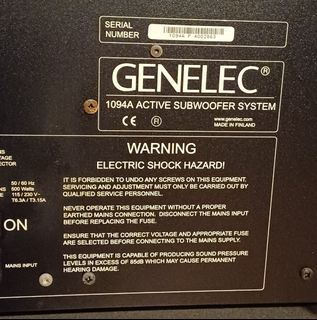 SERIAL
NUMBER
1094A P A002963
GENELEC®
1094A ACTIVE SUBWOOFER SYSTEM
CE ®
www.genelec.com
MADE IN FINLAND
WARNING
ELECTRIC SHOCK HAZARD!
IT IS FORBIDDEN TO UNDO ANY SCREWS ON THIS EQUIPMENT.
SERVICING AND ADJUSTMENT MUST ONLY BE CARRIED OUT BY
QUALIFIED SERVICE PERSONNEL.
NEVER OPERATE THIS EQUIPMENT WITHOUT A PROPER
EARTHED MAINS CONNECTION. DISCONNECT THE MAINS INPUT
BEFORE REPLACING THE FUSE.
ENSURE THAT THE CORRECT VOLTAGE AND APPROPRIATE FUSE
ARE SELECTED BEFORE CONNECTING TO THE MAINS SUPPLY.
THIS EQUIPMENT IS CAPABLE OF PRODUCING SOUND PRESSURE
LEVELS IN EXCESS OF 85dB WHICH MAY CAUSE PERMANENT
HEARING DAMAGE.
50 / 60 Hz
600 Watts
115 / 230 V~
T6.3A / T3.15A
ON
MAINS INPUT